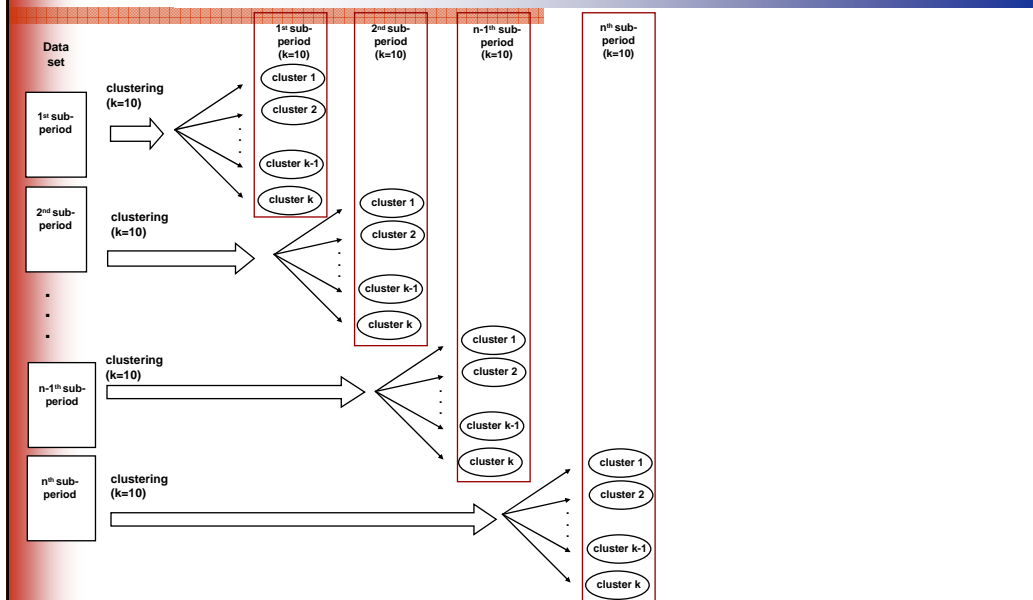 Data
set
1st sub-
period
(k=10)
2nd sub-
period
(k=10)
n-1th sub-
period
(k=10)
nth sub-
period
(k=10)
1st sub-
period
clustering
(k=10)
cluster 1
cluster 2
cluster k-1
cluster k
2nd sub-
period
clustering
(k=10)
cluster 1
cluster 2
cluster k-1
cluster k
n-1th sub-
period
clustering
(k=10)
cluster 1
cluster 2
cluster k-1
cluster k
nth sub-
period
clustering
(k=10)
cluster 1
cluster 2
cluster k-1
cluster k